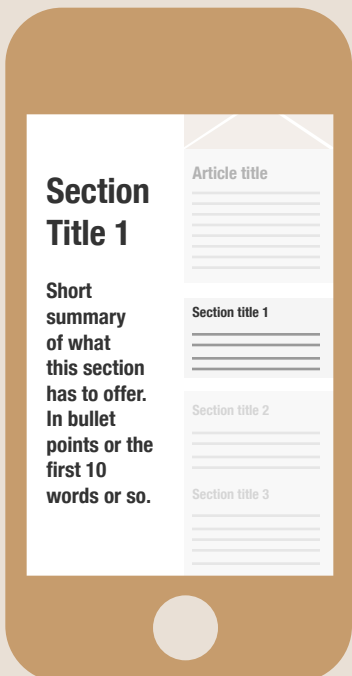 Section
Title 1
Short
summary
of what
this section
has to offer.
In bullet
points or the
first 10
words or so.
Article title
Section title 1
Section title 2
Section title 3